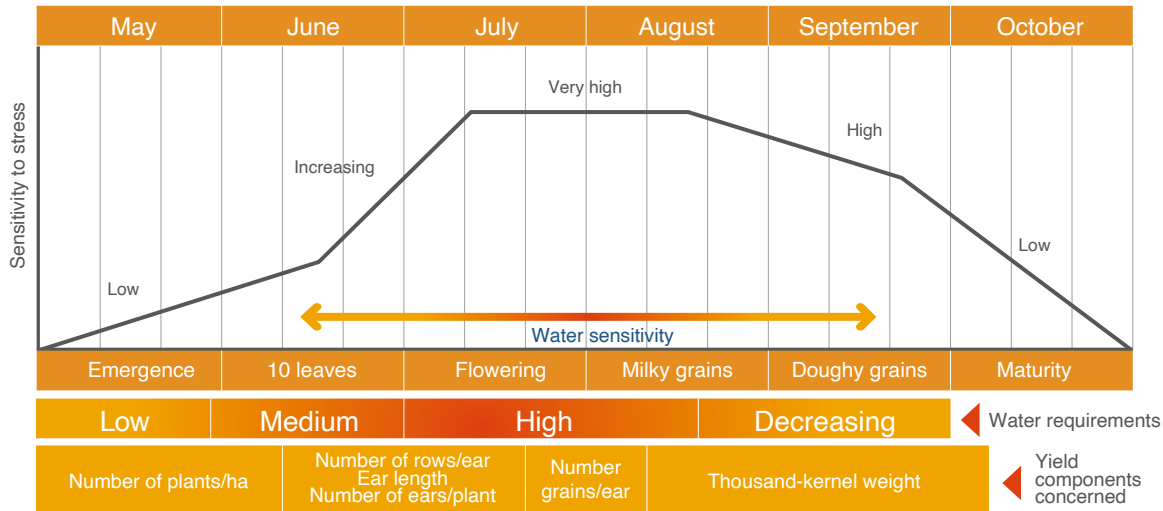 May June July August September October
Sensitivity to stress
Very high
High
Increasing
Low
Low
Water sensitivity
Emergence 10 leaves Flowering Milky grains Doughy grains Maturity
Low Medium High Decreasing Water requirements
Number of plants/ha
Number of rows/ear
Ear length
Number of ears/plant
Number
grains/ear
Thousand-kernel weight
Yield
components
concerned